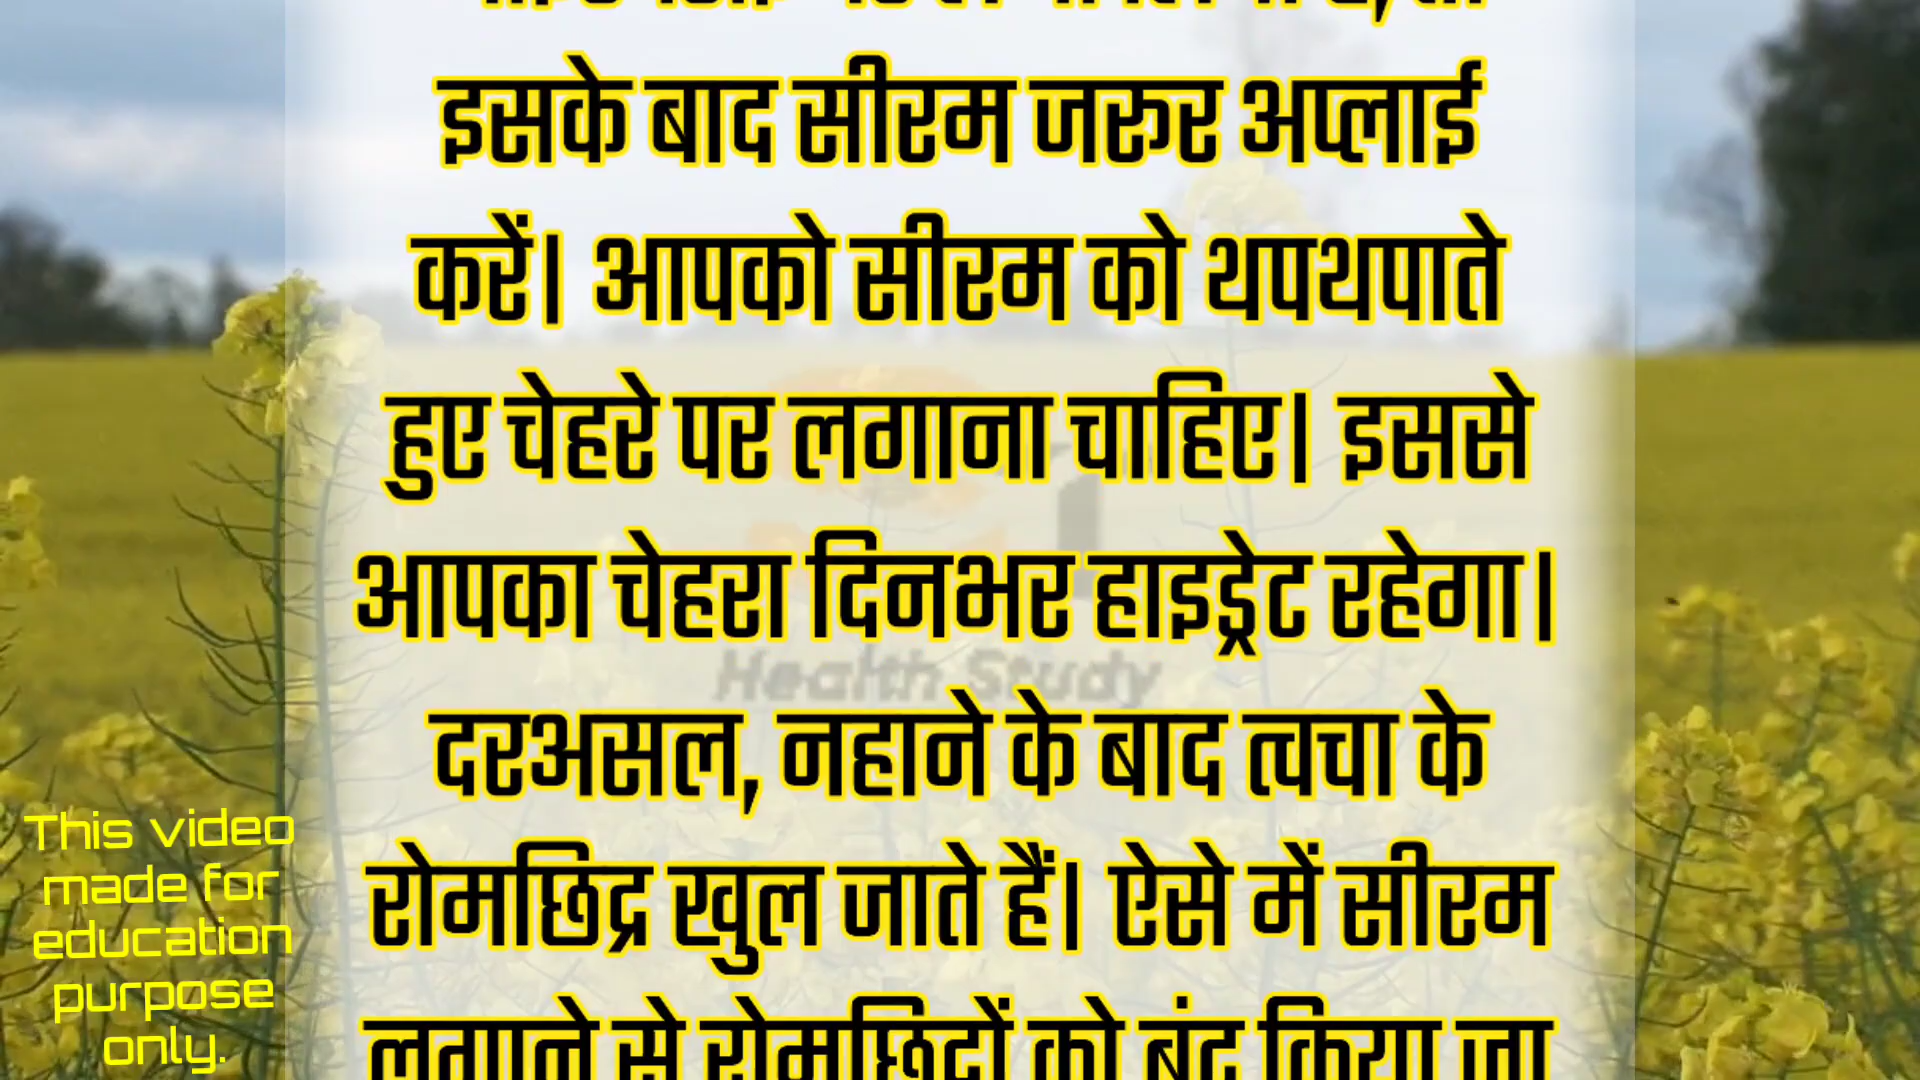 इसके बाद सीरम जरूर अप्लाई
करें। आपको सीरम को थपथपाते
हुए चेहरे पर लगाना चाहिए। इससे
आपका चेहरा दिनभर हाइड्रेट रहेगा।
Health Study
दरअसल, नहाने के बाद त्वचा के
रोमछिद्र खुल जाते हैं। ऐसे में सीरम
लगाने से रोमछिद्रों को बंद किया जा
This video
made for
education
purpose
only.